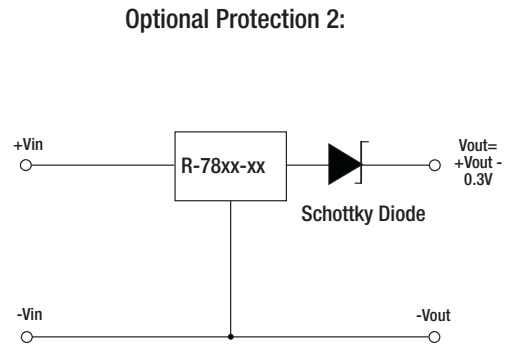 Optional Protection 2:
+Vin
R-78xx-xx
Vout=
+Vout -
0.3V
Schottky Diode
-Vin
-Vout